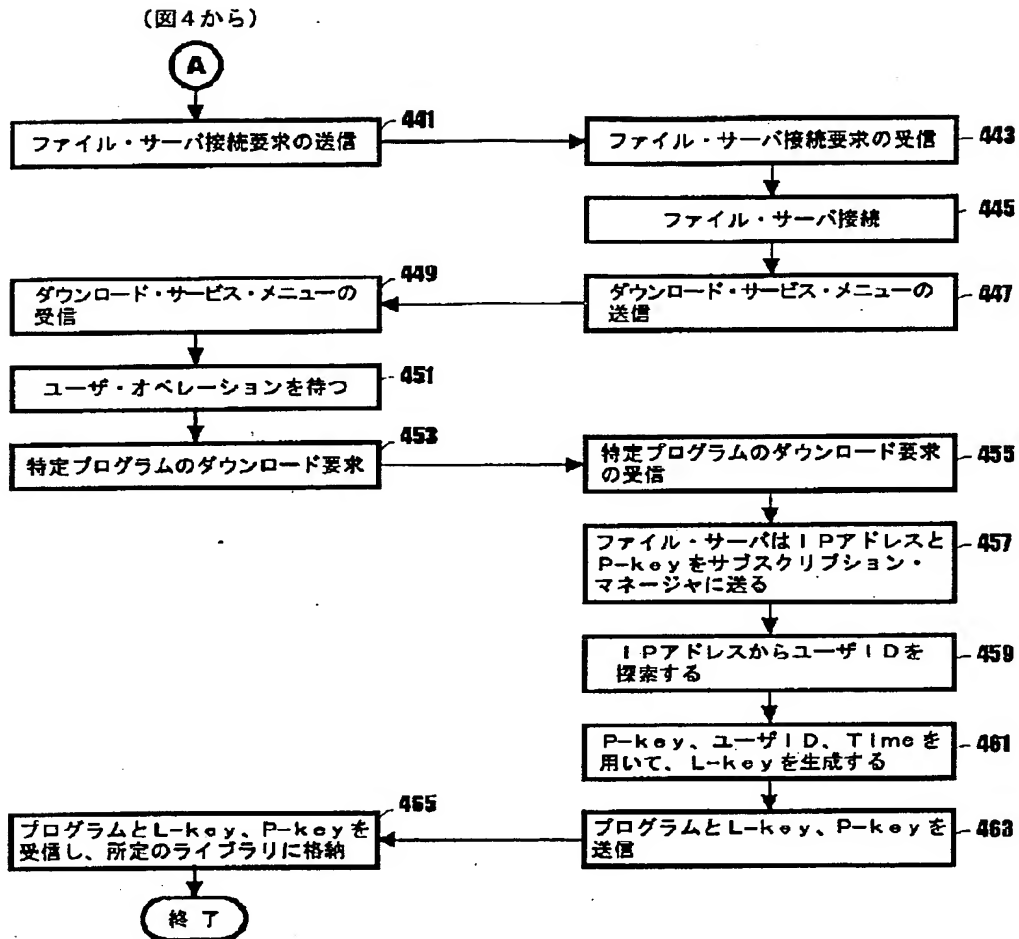 (図4から)
A
441
ファイル・サーバ接続要求の送信
443
ファイル・サーバ接続要求の受信
445
ファイル・サーバ接続
449
ダウンロード・サービス・メニューの
受信
447
ダウンロード・サービス・メニューの
送信
451
ユーザ・オペレーションを待つ
453
特定プログラムのダウンロード要求
455
特定プログラムのダウンロード要求
の受信
457
ファイル・サーバはIPアドレスと
P-keyをサブスクリプション・
マネージャに送る
459
IPアドレスからユーザIDを
探索する
461
P-key、ユーザID、Timeを
用いて、L-keyを生成する
465
プログラムとL-key、P-keyを
受信し、所定のライブラリに格納
463
プログラムとL-key、P-keyを
送信
終了